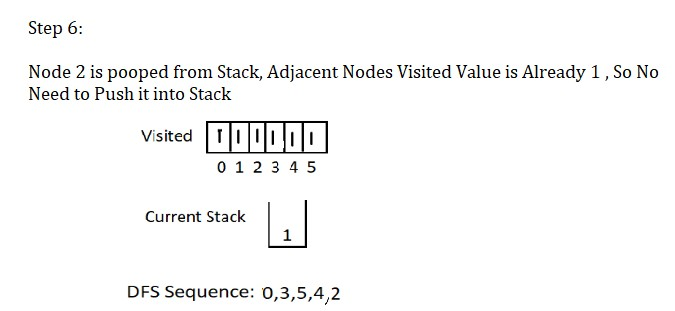 Step 6:
Node 2 is pooped from Stack, Adjacent Nodes Visited Value is Already 1 , So No
Need to Push it into Stack
Visited 1 1 1 1 1 1
0 1 2 3 4 5
Current Stack
1
DFS Sequence: 0,3,5,4,2